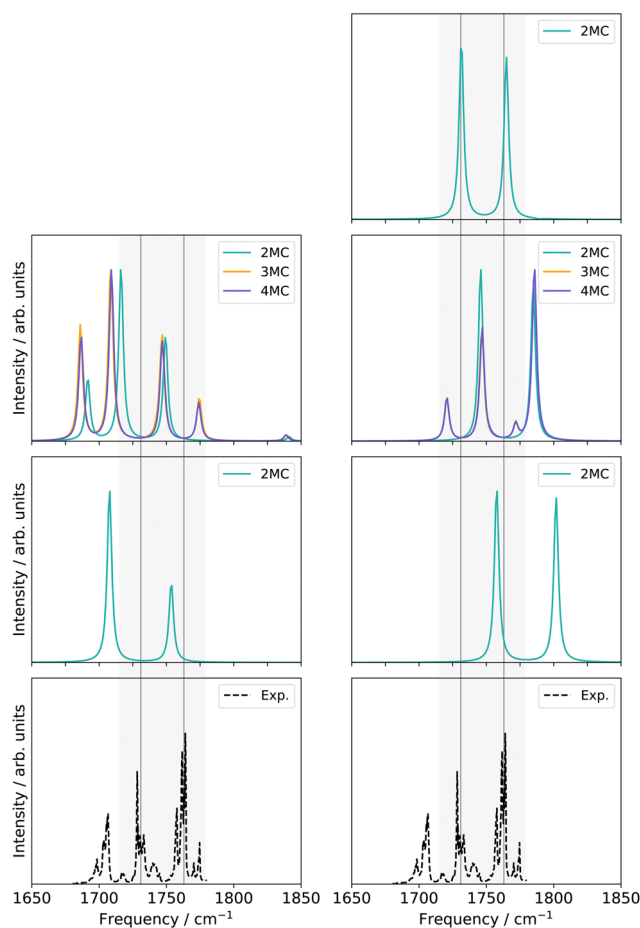 2MC
Intensity / arb. units
2MC
3MC
4MC
2MC
3MC
4MC
Intensity / arb. units
2MC
2MC
Intensity / arb. units
Exp.
Exp.
1650 1700 1750 1800 1850
1650 1700 1750 1800 1850
Frequency / cm⁻¹
Frequency / cm⁻¹